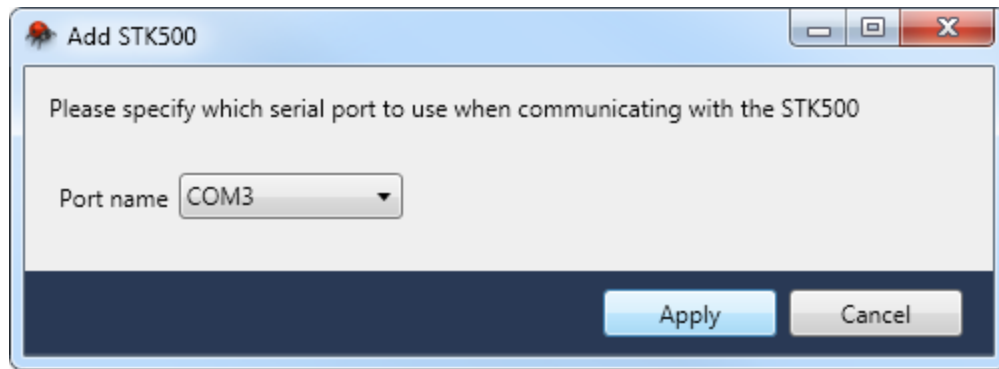 Add STK500
Please specify which serial port to use when communicating with the STK500
Port name COM3
Apply Cancel